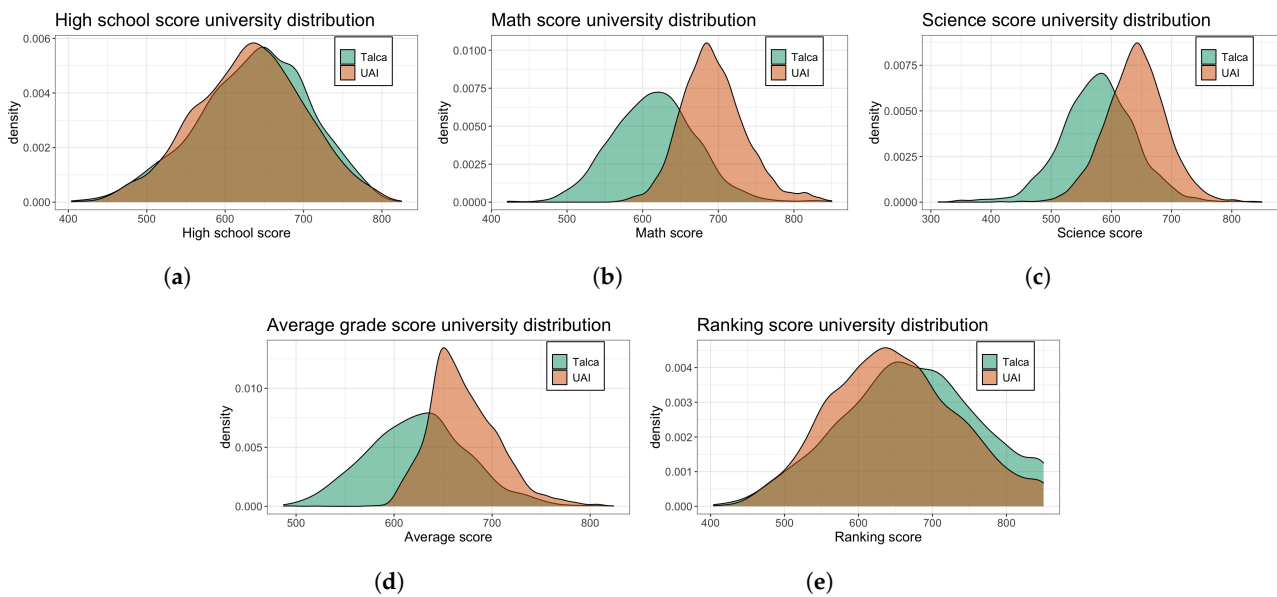 High school score university distribution
density
0.006
0.004
0.002
0.000
400 500 600 700 800
High school score
Talca
UAI
(a)
Math score university distribution
density
0.0100
0.0075
0.0050
0.0025
0.0000
400 500 600 700 800
Math score
Talca
UAI
(b)
Science score university distribution
density
0.0075
0.0050
0.0025
0.0000
300 400 500 600 700 800
Science score
Talca
UAI
(c)
Average grade score university distribution
density
0.010
0.005
0.000
500 600 700 800
Average score
Talca
UAI
(d)
Ranking score university distribution
density
0.004
0.003
0.002
0.001
0.000
400 500 600 700 800
Ranking score
Talca
UAI
(e)